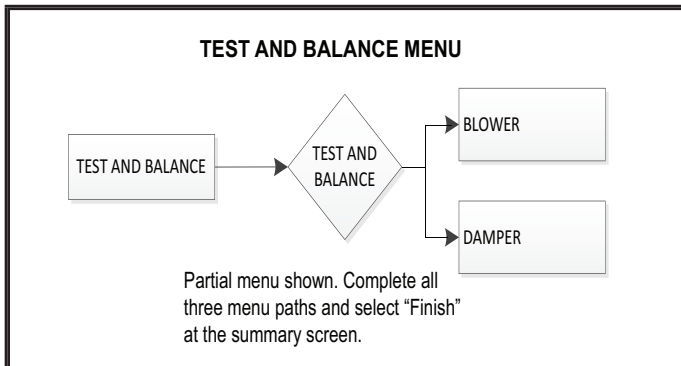 TEST AND BALANCE MENU
TEST AND BALANCE
TEST AND
BALANCE
BLOWER
DAMPER
Partial menu shown. Complete all
three menu paths and select “Finish”
at the summary screen.